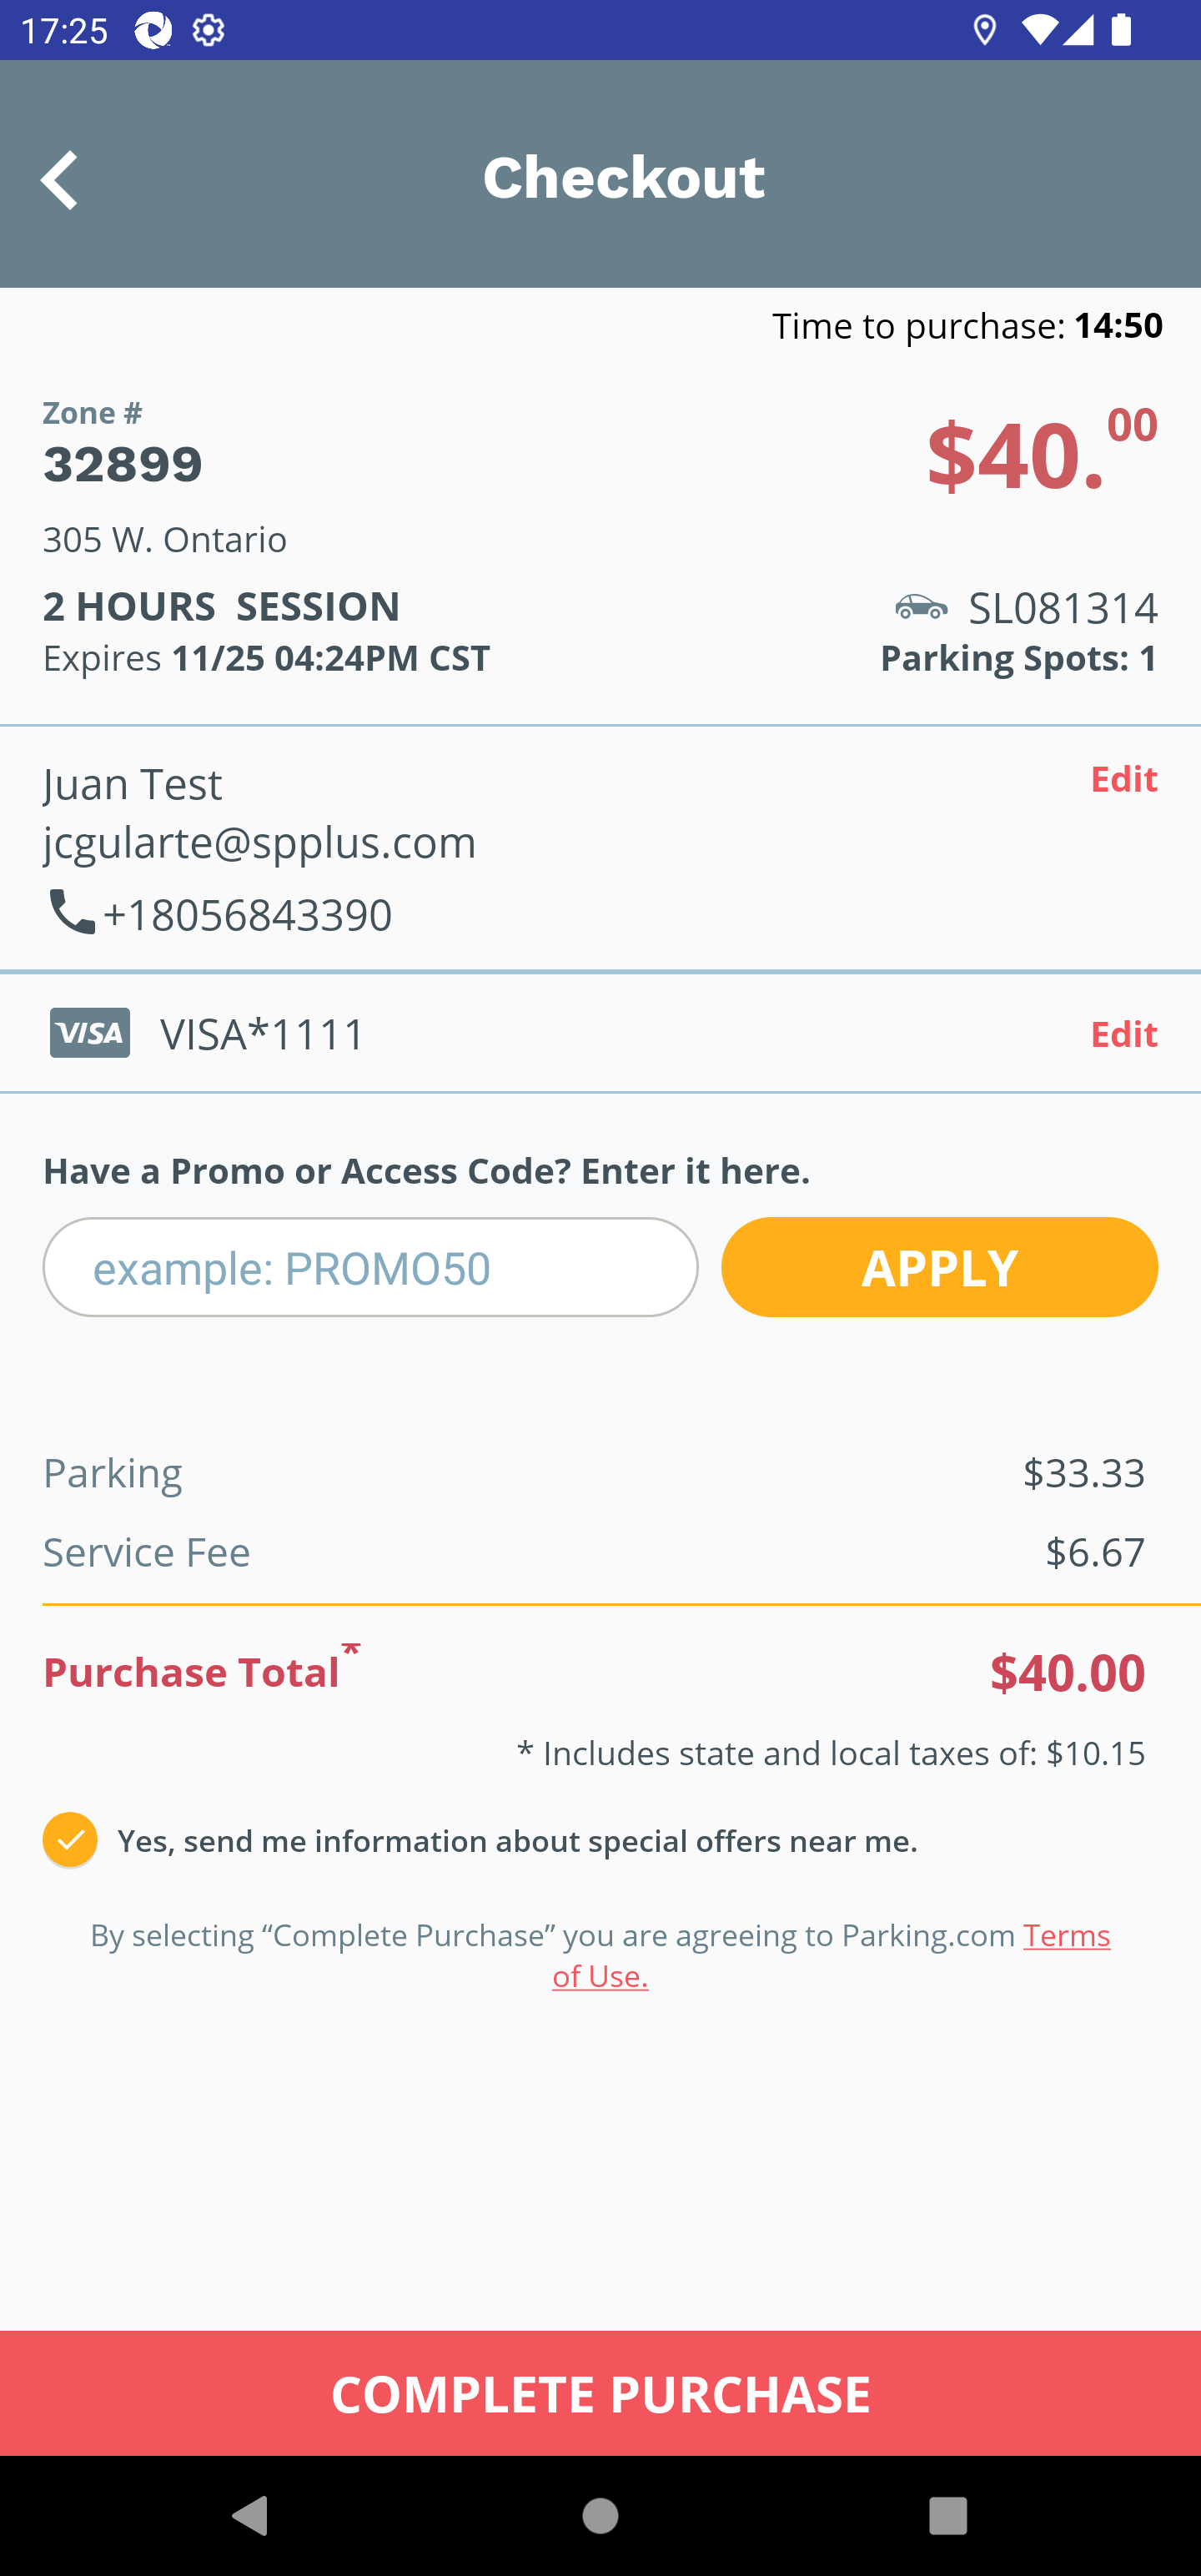 17:25
Checkout
Time to purchase: 14:50
Zone #
32899
$40.00
305 W. Ontario
2 HOURS  SESSION
SL081314
Expires 11/25 04:24PM CST
Parking Spots: 1
Juan Test
Edit
jcgularte@spplus.com
+18056843390
VISA
VISA*1111
Edit
Have a Promo or Access Code? Enter it here.
example: PROMO50
APPLY
Parking $33.33
Service Fee $6.67
Purchase Total* $40.00
* Includes state and local taxes of: $10.15
Yes, send me information about special offers near me.
By selecting “Complete Purchase” you are agreeing to Parking.com Terms
of Use.
COMPLETE PURCHASE